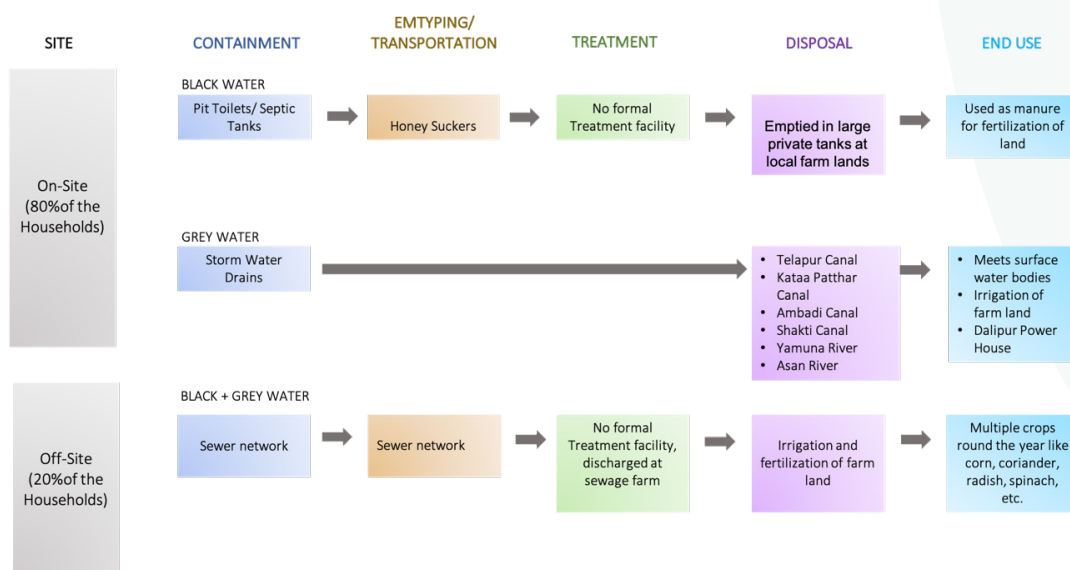 SITE
CONTAINMENT
EMTYPING/
TRANSPORTATION
TREATMENT
DISPOSAL
END USE
On-Site
(80%of the
Households)
BLACK WATER
Pit Toilets/ Septic
Tanks
Honey Suckers
No formal
Treatment facility
Emptied in large
private tanks at
local farm lands
Used as manure
for fertilization of
land
GREY WATER
Storm Water
Drains
• Telapur Canal
• Kataa Patthar
Canal
• Ambadi Canal
• Shakti Canal
• Yamuna River
• Asan River
• Meets surface
water bodies
• Irrigation of
farm land
• Dalipur Power
House
Off-Site
(20%of the
Households)
BLACK + GREY WATER
Sewer network
Sewer network
No formal
Treatment facility,
discharged at
sewage farm
Irrigation and
fertilization of farm
land
Multiple crops
round the year like
corn, coriander,
radish, spinach,
etc.